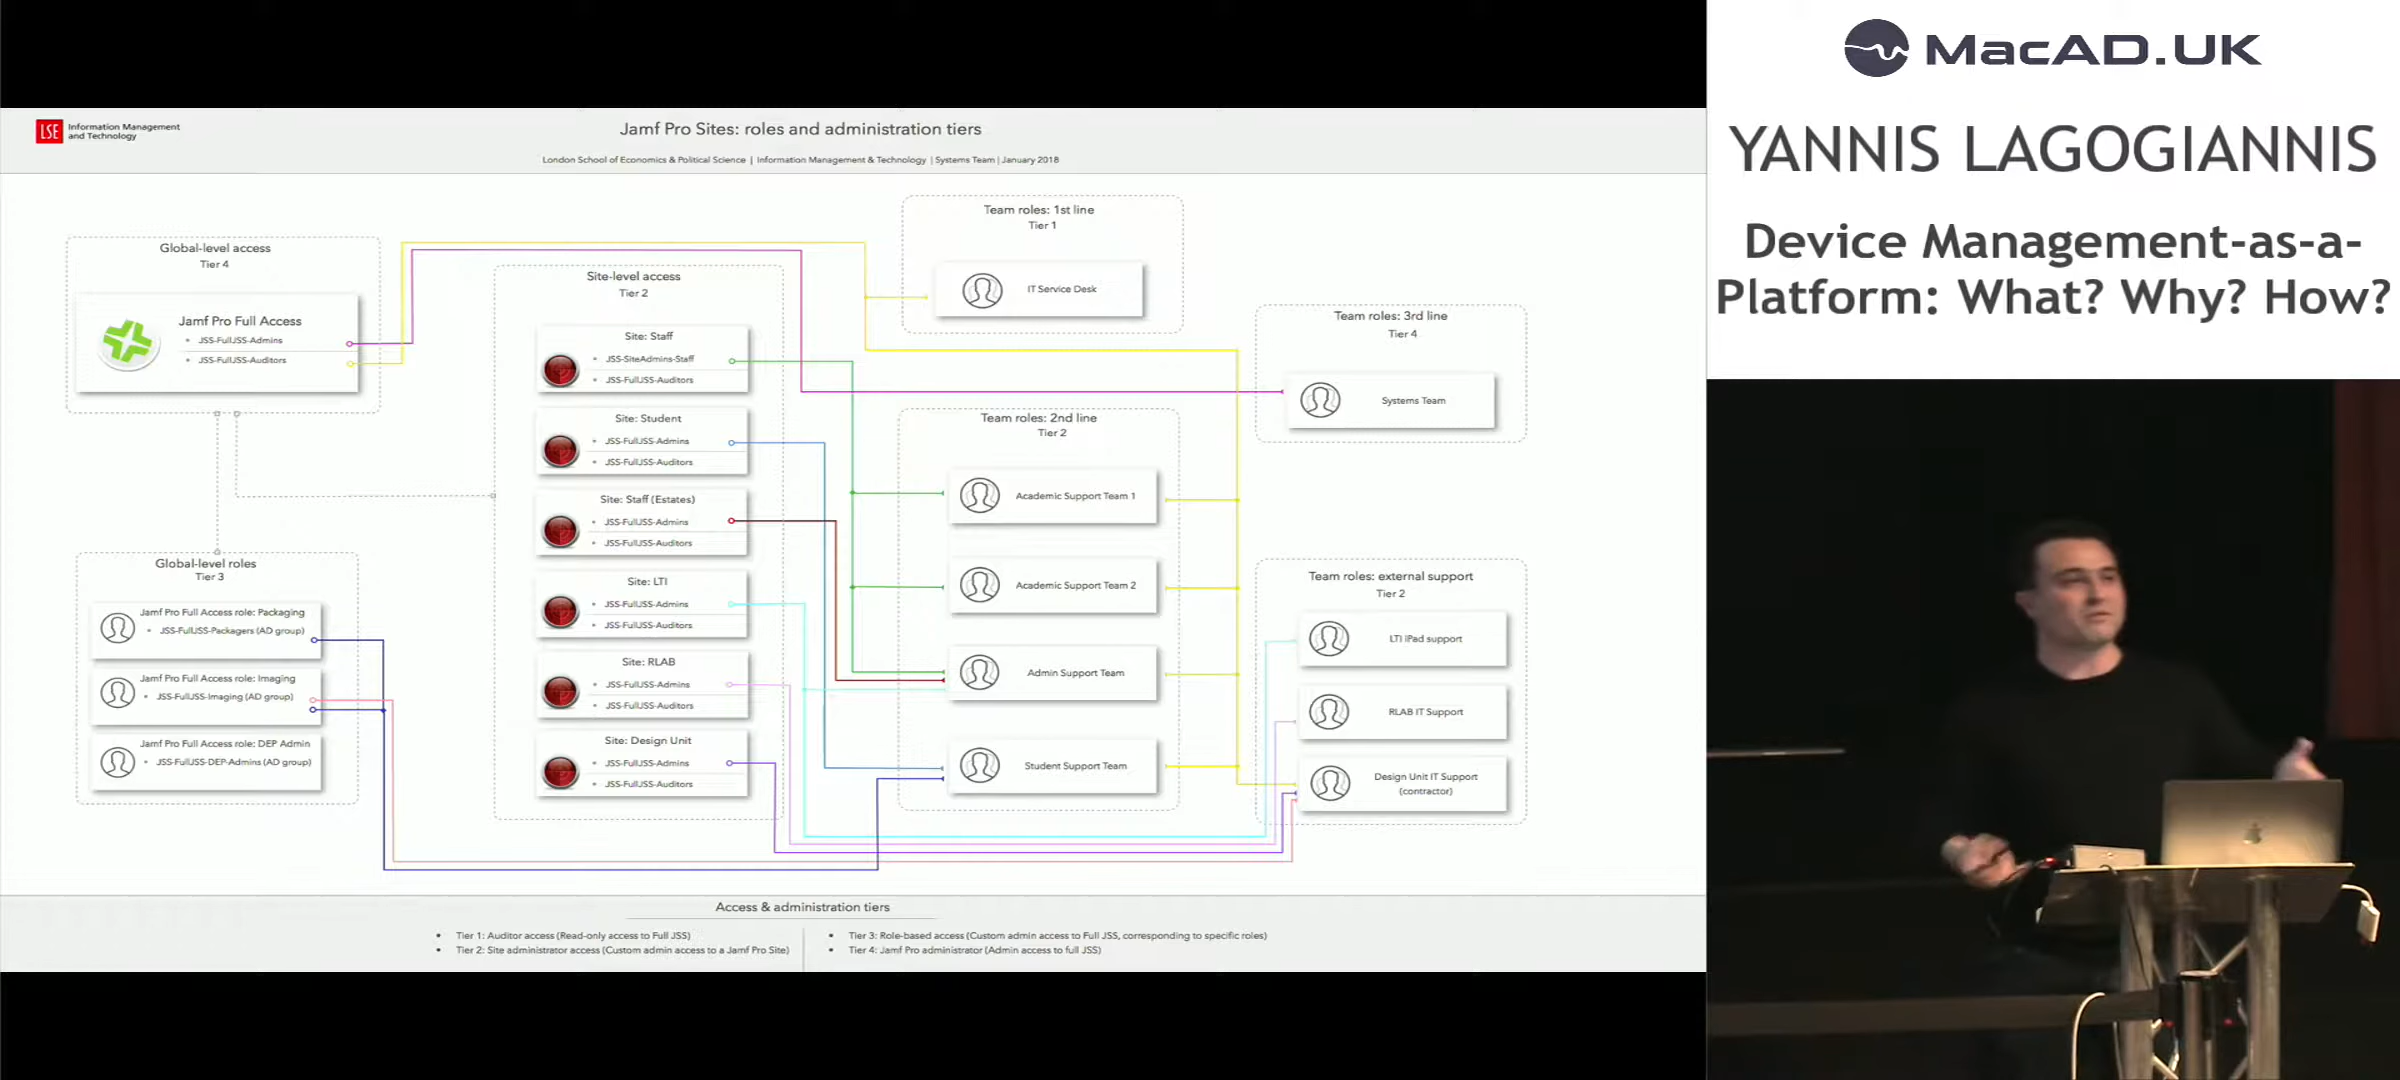 LSE Information Management
and Technology
Jamf Pro Sites: roles and administration tiers
London School of Economics & Political Science | Information Management & Technology | Systems Team | January 2018
Global-level access
Tier 4
Jamf Pro Full Access
• JSS-FullJSS-Admins
• JSS-FullJSS-Auditors
Global-level roles
Tier 3
Jamf Pro Full Access role: Packaging
• JSS-FullJSS-Packagers (AD group)
Jamf Pro Full Access role: Imaging
• JSS-FullJSS-Imaging (AD group)
Jamf Pro Full Access role: DEP Admin
• JSS-FullJSS-DEP-Admins (AD group)
Site-level access
Tier 2
Site: Staff
• JSS-SiteAdmins-Staff
• JSS-FullJSS-Auditors
Site: Student
• JSS-FullJSS-Admins
• JSS-FullJSS-Auditors
Site: Staff (Estates)
• JSS-FullJSS-Admins
• JSS-FullJSS-Auditors
Site: LTI
• JSS-FullJSS-Admins
• JSS-FullJSS-Auditors
Site: RLAB
• JSS-FullJSS-Admins
• JSS-FullJSS-Auditors
Site: Design Unit
• JSS-FullJSS-Admins
• JSS-FullJSS-Auditors
Team roles: 1st line
Tier 1
IT Service Desk
Team roles: 2nd line
Tier 2
Academic Support Team 1
Academic Support Team 2
Admin Support Team
Student Support Team
Team roles: 3rd line
Tier 4
Systems Team
Team roles: external support
Tier 2
LTI iPad support
RLAB IT Support
Design Unit IT Support
(contractor)
Access & administration tiers
• Tier 1: Auditor access (Read-only access to Full JSS)
• Tier 2: Site administrator access (Custom admin access to a Jamf Pro Site)
• Tier 3: Role-based access (Custom admin access to Full JSS, corresponding to specific roles)
• Tier 4: Jamf Pro administrator (Admin access to full JSS)
MacAD.UK
YANNIS LAGOGIANNIS
Device Management-as-a-
Platform: What? Why? How?